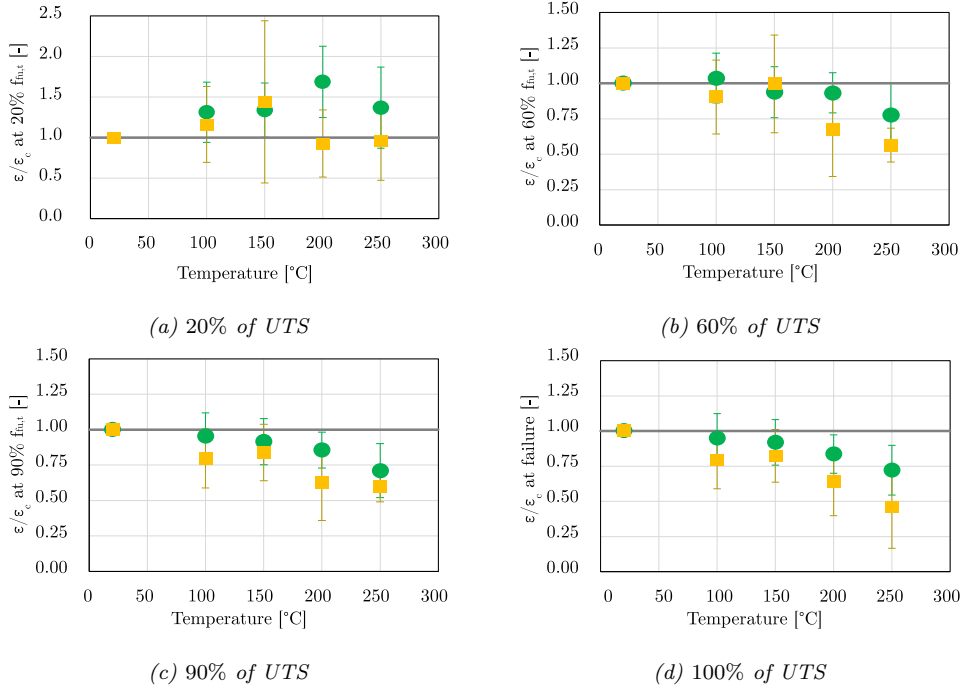 ε/ε_c at 20% f_fu,t [-]
2.5
2.0
1.5
1.0
0.5
0.0
0 50 100 150 200 250 300
Temperature [°C]
(a) 20% of UTS
ε/ε_c at 60% f_fu,t [-]
1.50
1.25
1.00
0.75
0.50
0.25
0.00
0 50 100 150 200 250 300
Temperature [°C]
(b) 60% of UTS
ε/ε_c at 90% f_fu,t [-]
1.50
1.25
1.00
0.75
0.50
0.25
0.00
0 50 100 150 200 250 300
Temperature [°C]
(c) 90% of UTS
ε/ε_c at failure [-]
1.50
1.25
1.00
0.75
0.50
0.25
0.00
0 50 100 150 200 250 300
Temperature [°C]
(d) 100% of UTS